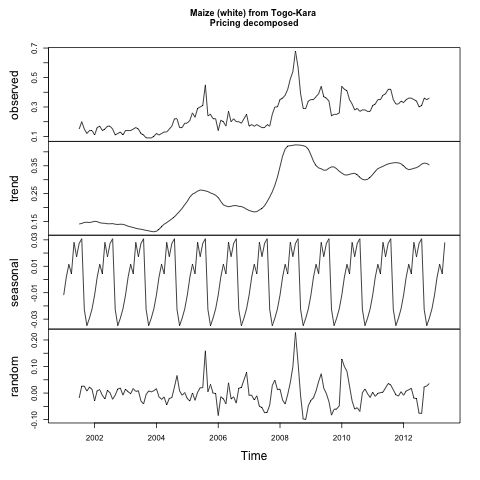 Maize (white) from Togo-Kara
Pricing decomposed
observed
0.1
0.3
0.5
0.7
trend
0.15
0.25
0.35
seasonal
-0.03
-0.01
0.01
0.03
random
-0.10
0.00
0.10
0.20
2002 2004 2006 2008 2010 2012
Time